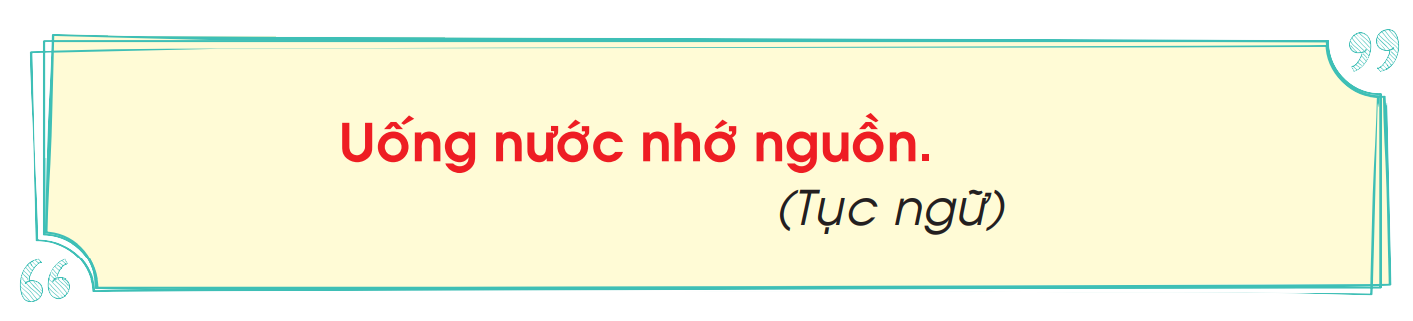 Uống nước nhớ nguồn.
(Tục ngữ)